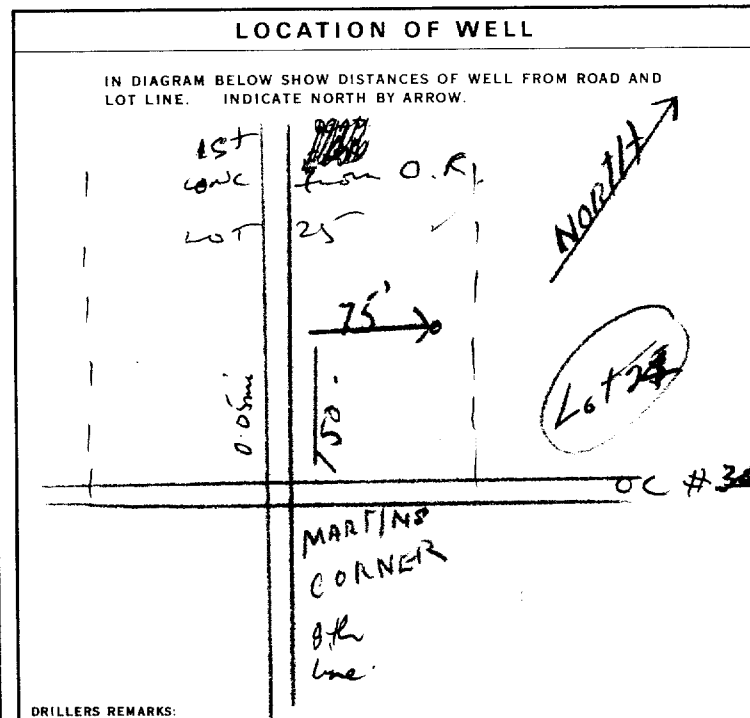 LOCATION OF WELL
IN DIAGRAM BELOW SHOW DISTANCES OF WELL FROM ROAD AND
LOT LINE. INDICATE NORTH BY ARROW.
1st
CONC from O.R.
LOT 25
NORTH
75'
Lot
0.05mi
OC #
MARTINS
CORNER
8th
line.
DRILLERS REMARKS: